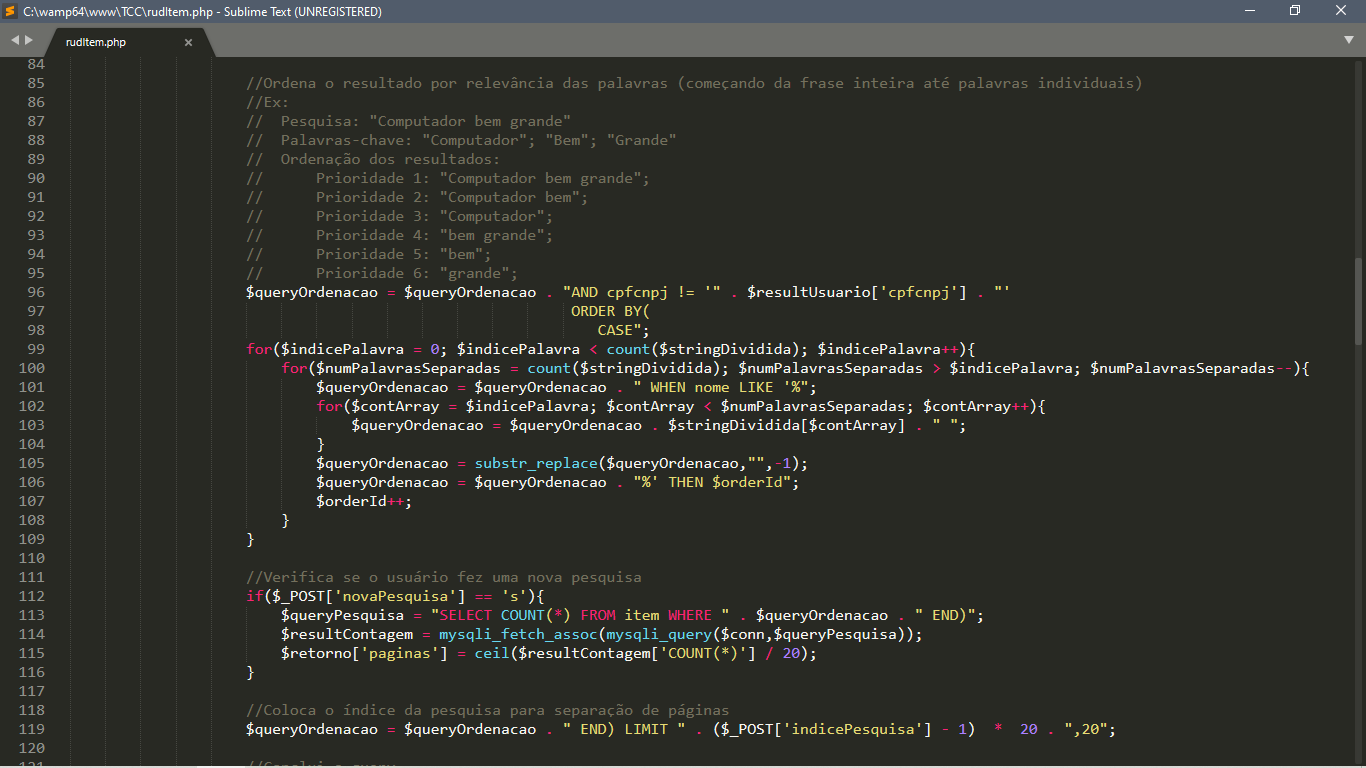 C:\wamp64\www\TCC\rudItem.php - Sublime Text (UNREGISTERED)
rudItem.php
84
85 //Ordena o resultado por relevância das palavras (começando da frase inteira até palavras individuais)
86 //Ex:
87 // Pesquisa: "Computador bem grande"
88 // Palavras-chave: "Computador"; "Bem"; "Grande"
89 // Ordenação dos resultados:
90 // Prioridade 1: "Computador bem grande";
91 // Prioridade 2: "Computador bem";
92 // Prioridade 3: "Computador";
93 // Prioridade 4: "bem grande";
94 // Prioridade 5: "bem";
95 // Prioridade 6: "grande";
96 $queryOrdenacao = $queryOrdenacao . "AND cpfcnpj != '" . $resultUsuario['cpfcnpj'] . "'
97 ORDER BY(
98 CASE";
99 for($indicePalavra = 0; $indicePalavra < count($stringDividida); $indicePalavra++){
100 for($numPalavrasSeparadas = count($stringDividida); $numPalavrasSeparadas > $indicePalavra; $numPalavrasSeparadas--){
101 $queryOrdenacao = $queryOrdenacao . " WHEN nome LIKE '%";
102 for($contArray = $indicePalavra; $contArray < $numPalavrasSeparadas; $contArray++){
103 $queryOrdenacao = $queryOrdenacao . $stringDividida[$contArray] . " ";
104 }
105 $queryOrdenacao = substr_replace($queryOrdenacao,"",-1);
106 $queryOrdenacao = $queryOrdenacao . "%' THEN $orderId";
107 $orderId++;
108 }
109 }
110
111 //Verifica se o usuário fez uma nova pesquisa
112 if($_POST['novaPesquisa'] == 's'){
113 $queryPesquisa = "SELECT COUNT(*) FROM item WHERE " . $queryOrdenacao . " END)";
114 $resultContagem = mysqli_fetch_assoc(mysqli_query($conn,$queryPesquisa));
115 $retorno['paginas'] = ceil($resultContagem['COUNT(*)'] / 20);
116 }
117
118 //Coloca o índice da pesquisa para separação de páginas
119 $queryOrdenacao = $queryOrdenacao . " END) LIMIT " . ($_POST['indicePesquisa'] - 1) * 20 . ",20";
120